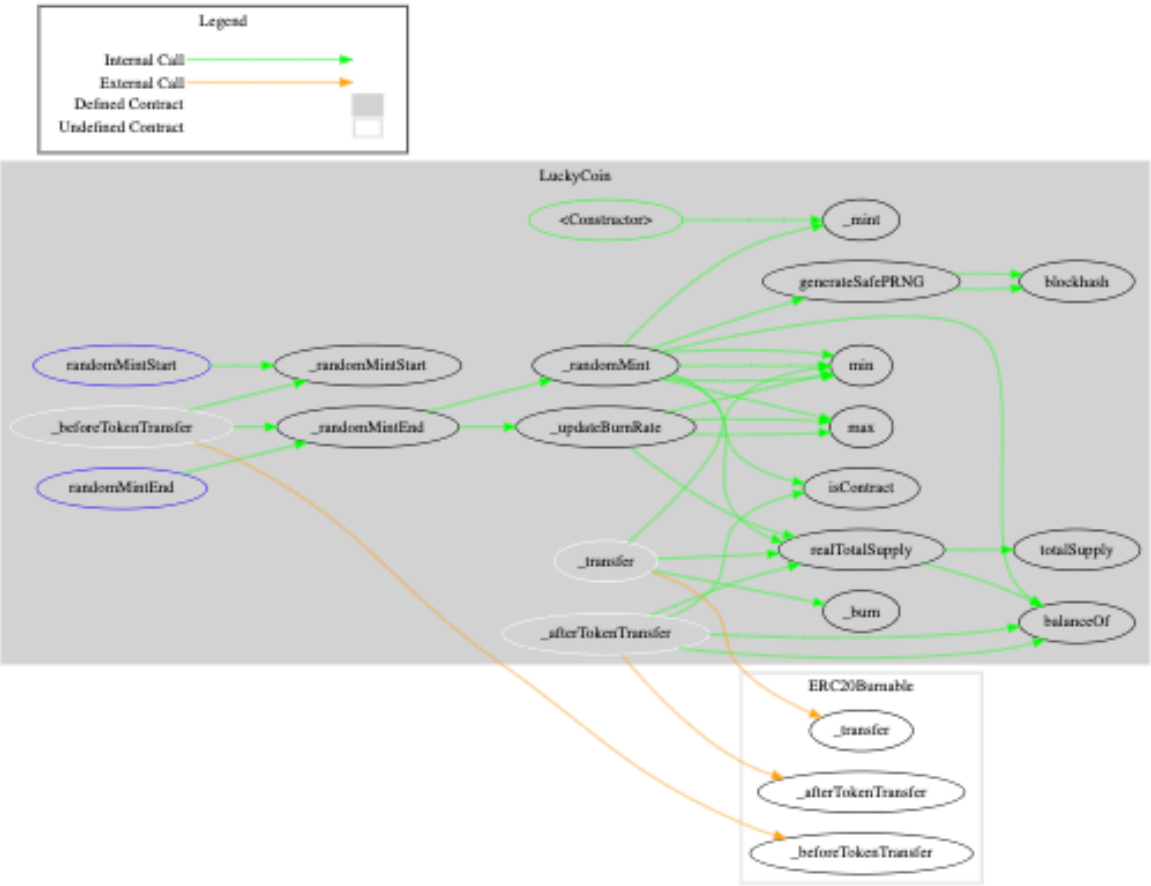 Legend
Internal Call
External Call
Defined Contract
Undefined Contract
LuckyCoin
<Constructor>
_mint
generateSafePRNG
blockhash
randomMintStart
_randomMintStart
_randomMint
min
_beforeTokenTransfer
_randomMintEnd
_updateBurnRate
max
randomMintEnd
isContract
_transfer
realTotalSupply
totalSupply
_burn
_afterTokenTransfer
balanceOf
ERC20Burnable
_transfer
_afterTokenTransfer
_beforeTokenTransfer